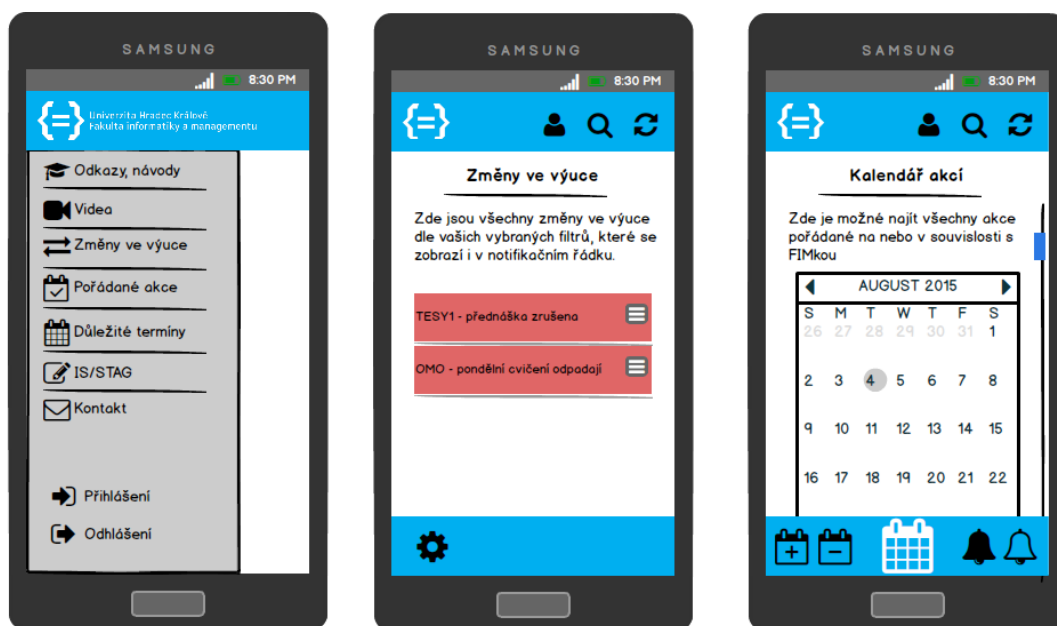 SAMSUNG
8:30 PM
{=}
Univerzita Hradec Králové
Fakulta informatiky a managementu
Odkazy, návody
Videa
Změny ve výuce
Pořádané akce
Důležité termíny
IS/STAG
Kontakt
Přihlášení
Odhlášení
SAMSUNG
8:30 PM
{=}
Změny ve výuce
Zde jsou všechny změny ve výuce
dle vašich vybraných filtrů, které se
zobrazí i v notifikačním řádku.
TESY1 - přednáška zrušena
OMO - pondělní cvičení odpadají
SAMSUNG
8:30 PM
{=}
Kalendář akcí
Zde je možné najít všechny akce
pořádané na nebo v souvislosti s
FIMkou
AUGUST 2015
S M T W T F S
26 27 28 29 30 31 1
2 3 4 5 6 7 8
9 10 11 12 13 14 15
16 17 18 19 20 21 22